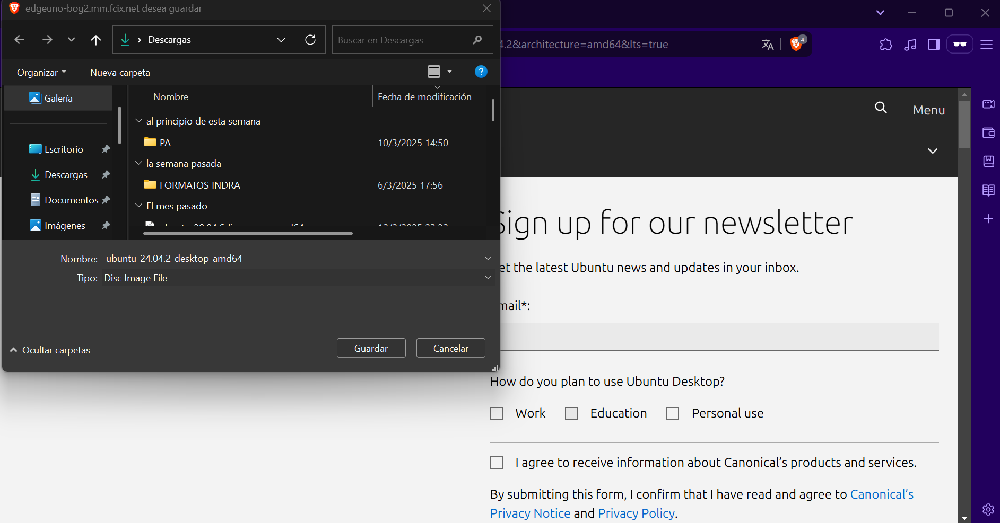 edgeuno-bog2.mm.fcix.net desea guardar
Descargas
Buscar en Descargas
4.2&architecture=amd64&lts=true
4
Organizar
Nueva carpeta
?
Galería
Nombre
Fecha de modificación
Menu
al principio de esta semana
PA
10/3/2025 14:50
Escritorio
la semana pasada
Descargas
FORMATOS INDRA
6/3/2025 17:56
Documentos
El mes pasado
Imágenes
Sign up for our newsletter
Nombre:
ubuntu-24.04.2-desktop-amd64
et the latest Ubuntu news and updates in your inbox.
Tipo:
Disc Image File
mail*:
Ocultar carpetas
Guardar
Cancelar
How do you plan to use Ubuntu Desktop?
Work
Education
Personal use
I agree to receive information about Canonical's products and services.
By submitting this form, I confirm that I have read and agree to Canonical's
Privacy Notice and Privacy Policy.